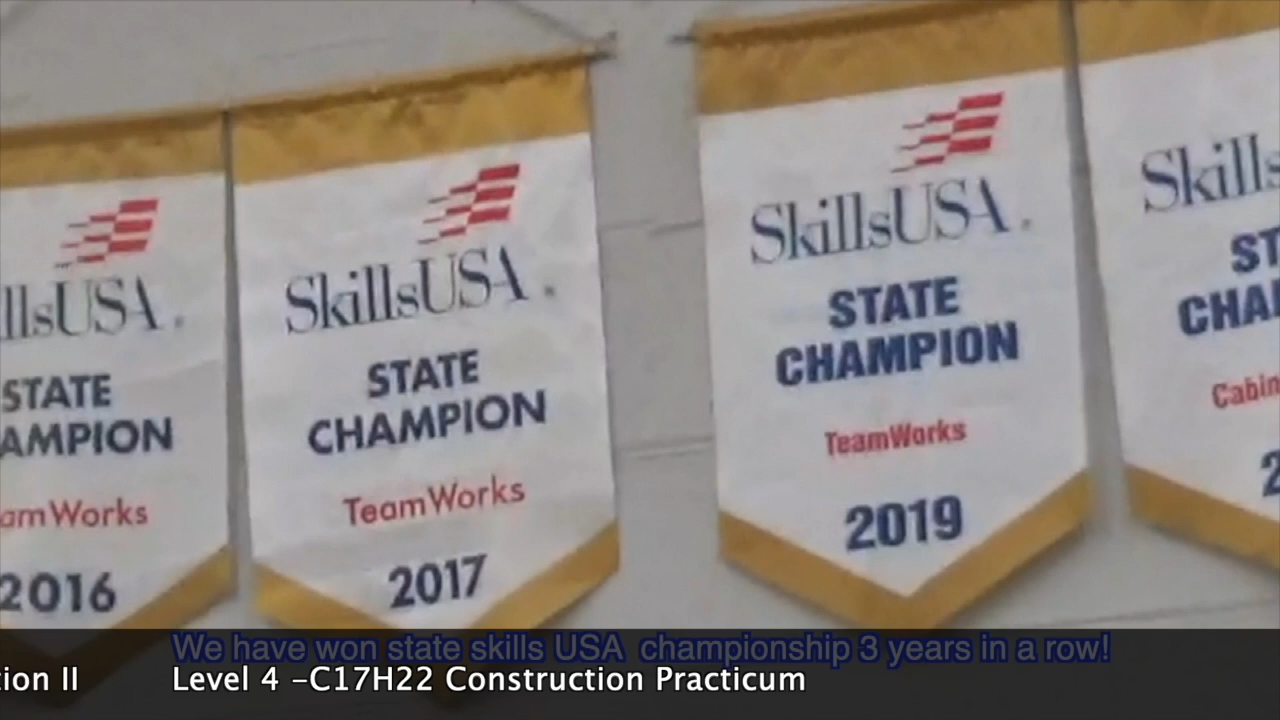 llsUSA
STATE
AMPION
amWorks
2016
SkillsUSA
STATE
CHAMPION
TeamWorks
2017
SkillsUSA
STATE
CHAMPION
TeamWorks
2019
Skills
ST
CHA
Cabin
2
We have won state skills USA championship 3 years in a row!
tion II
Level 4 -C17H22 Construction Practicum